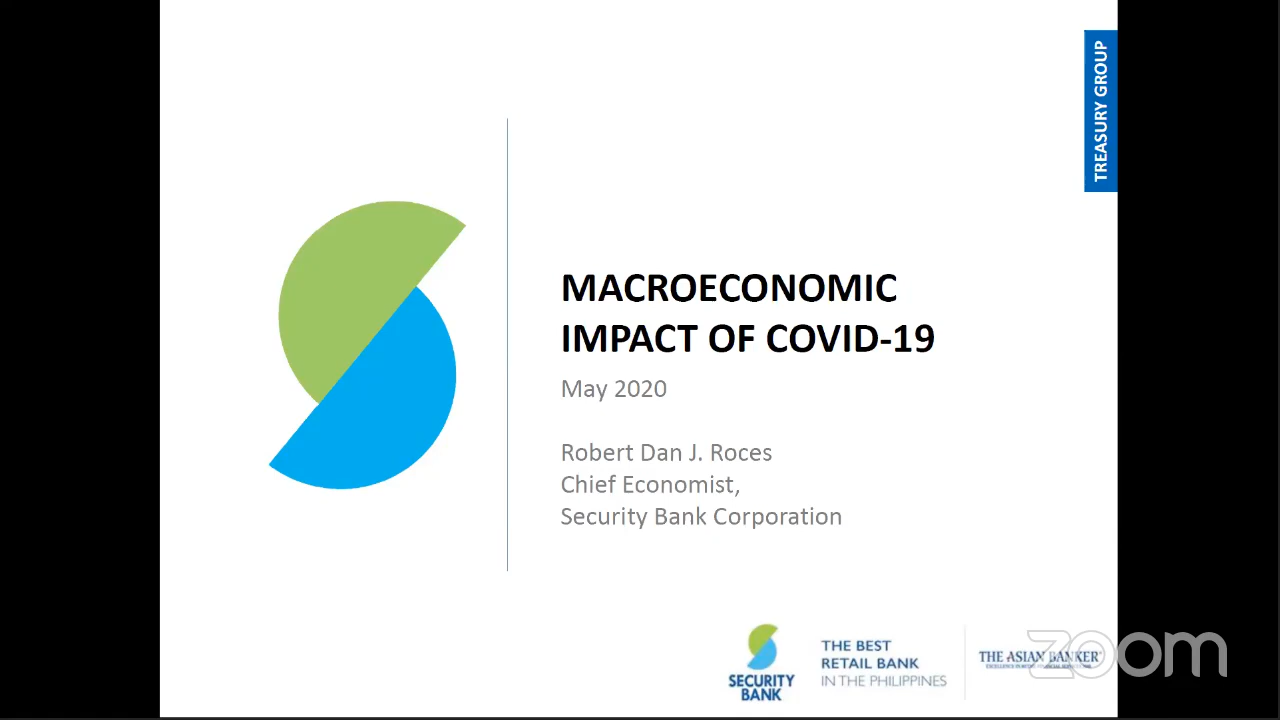 TREASURY GROUP
MACROECONOMIC
IMPACT OF COVID-19
May 2020
Robert Dan J. Roces
Chief Economist,
Security Bank Corporation
SECURITY
BANK
THE BEST
RETAIL BANK
IN THE PHILIPPINES
THE ASIAN BANKER
zoom